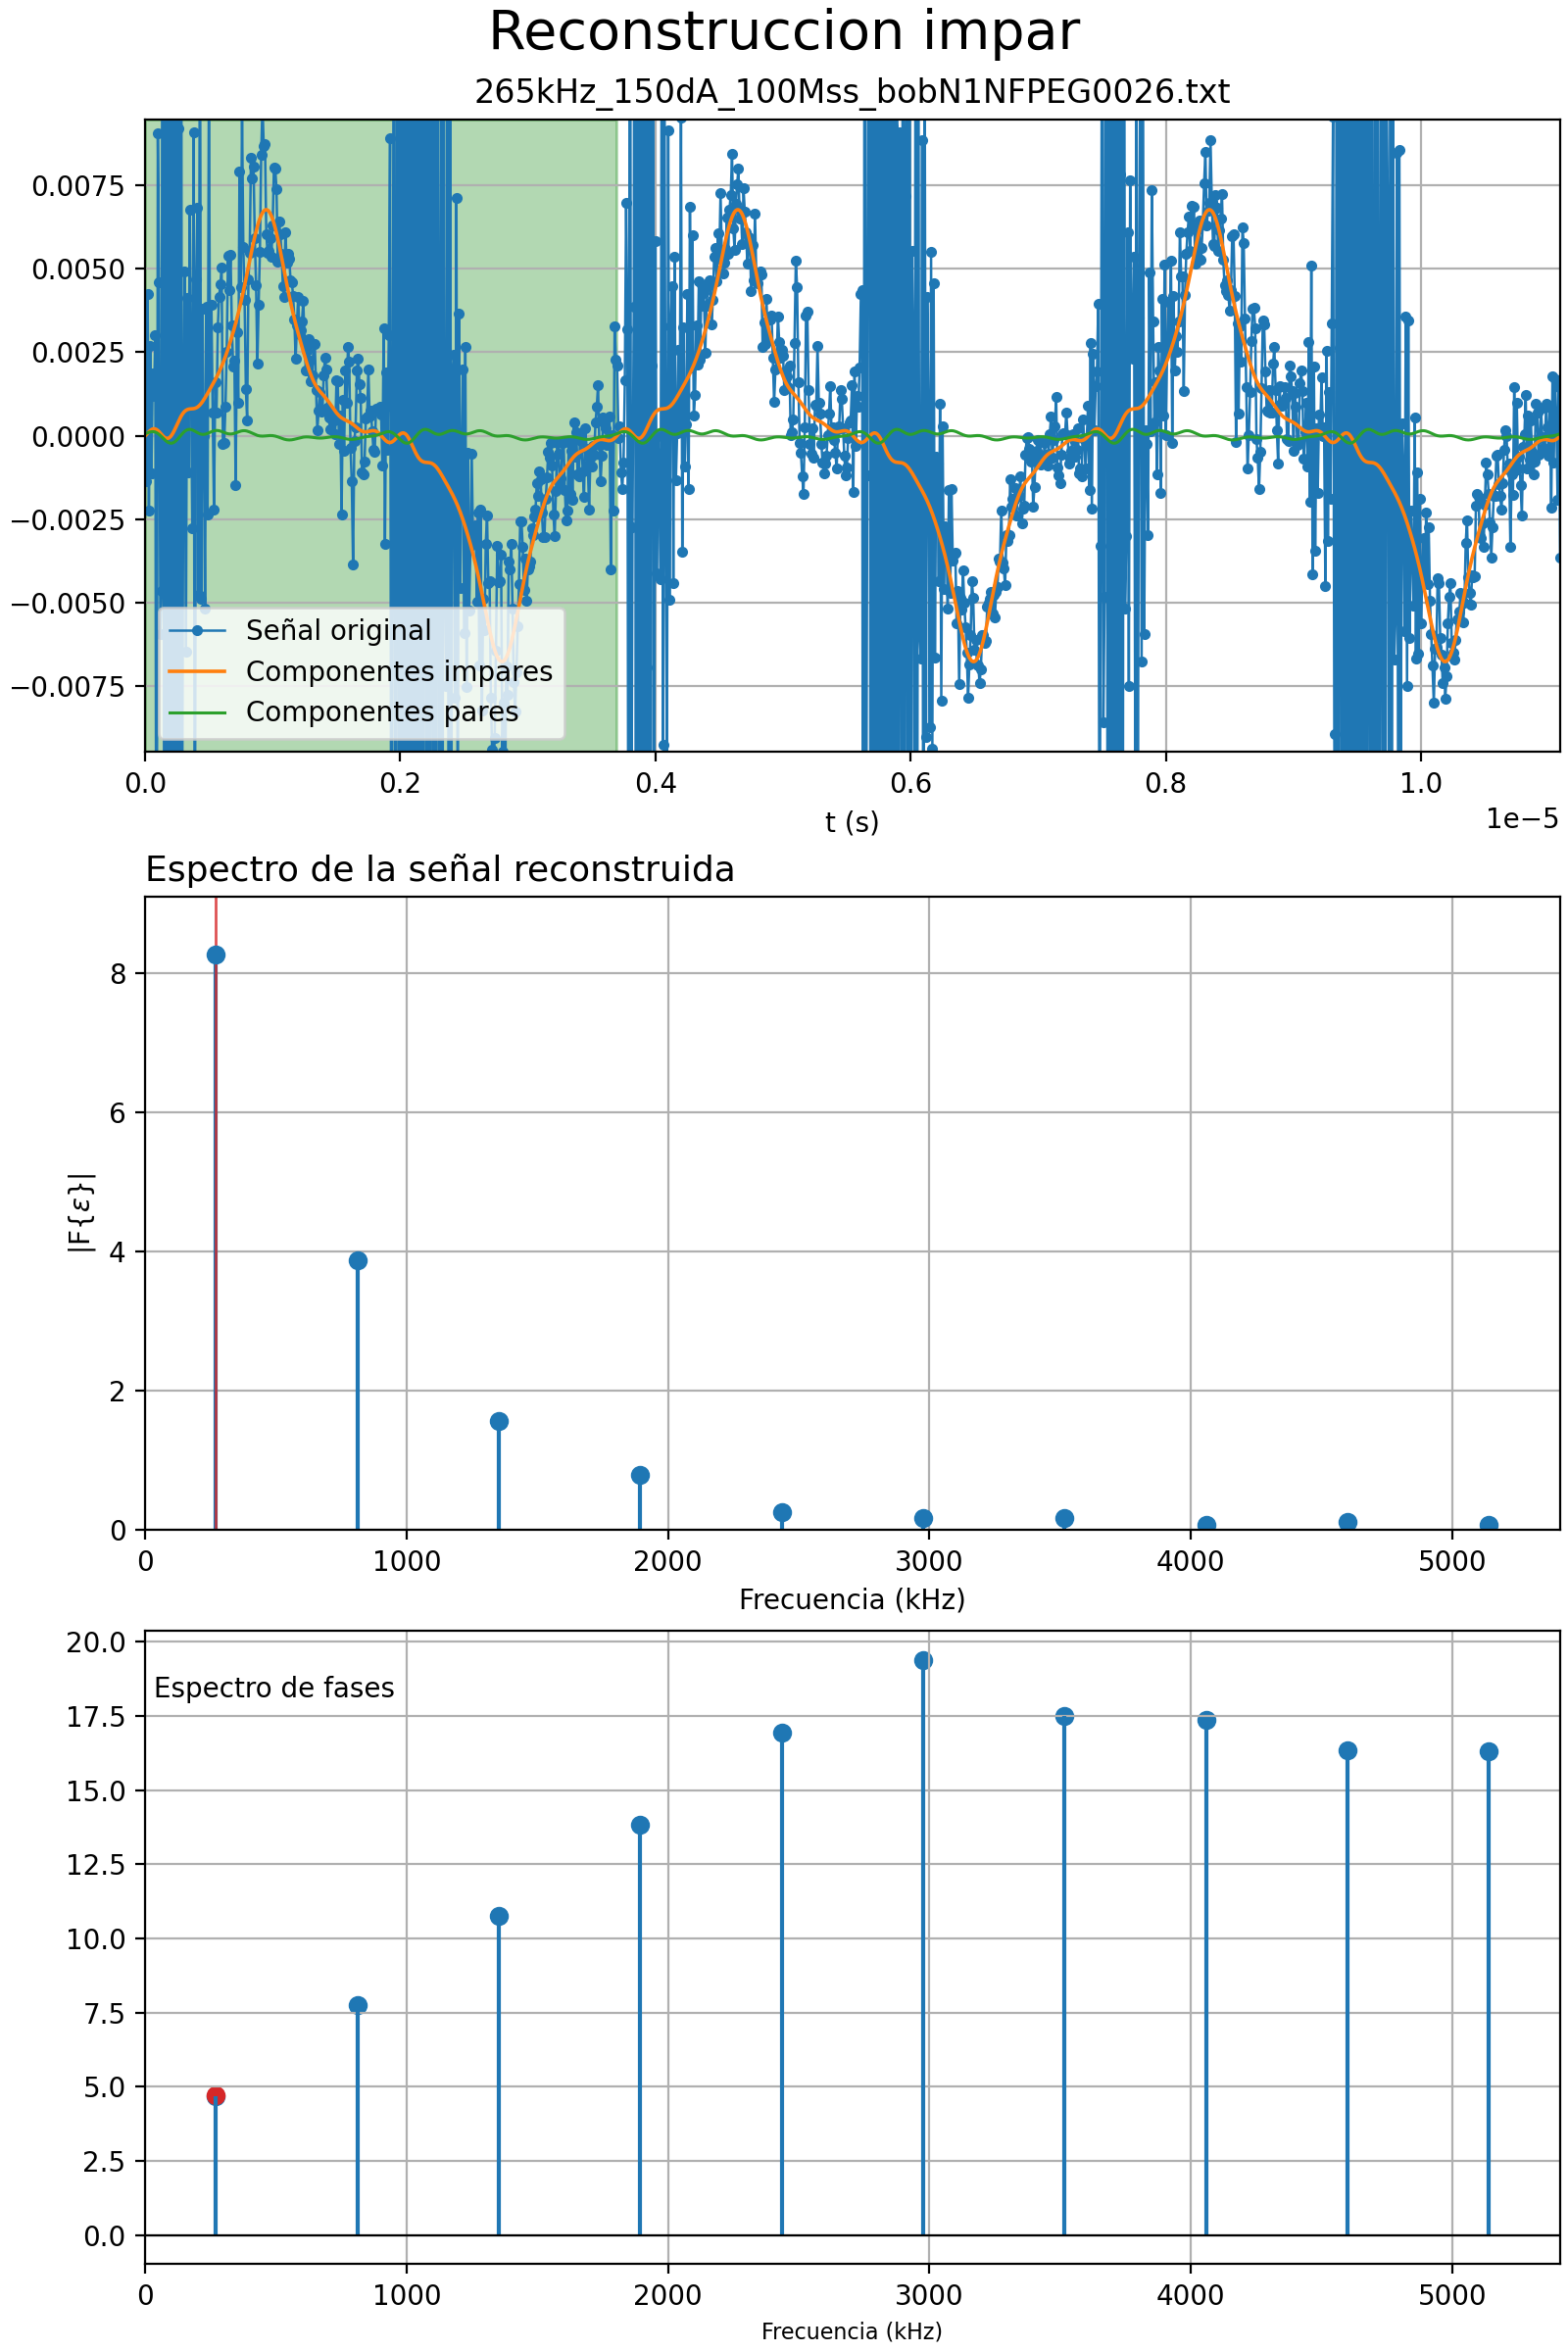 Reconstruccion impar
265kHz_150dA_100Mss_bobN1NFPEG0026.txt
0.0075
0.0050
0.0025
0.0000
−0.0025
−0.0050
−0.0075
Señal original
Componentes impares
Componentes pares
0.0 0.2 0.4 0.6 0.8 1.0
t (s)
1e−5
Espectro de la señal reconstruida
8
6
4
2
0
|F{ε}|
0 1000 2000 3000 4000 5000
Frecuencia (kHz)
20.0
Espectro de fases
17.5
15.0
12.5
10.0
7.5
5.0
2.5
0.0
0 1000 2000 3000 4000 5000
Frecuencia (kHz)